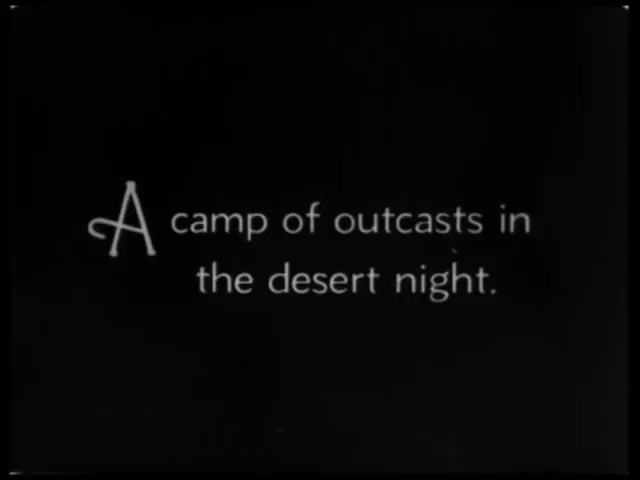 A camp of outcasts in
the desert night.